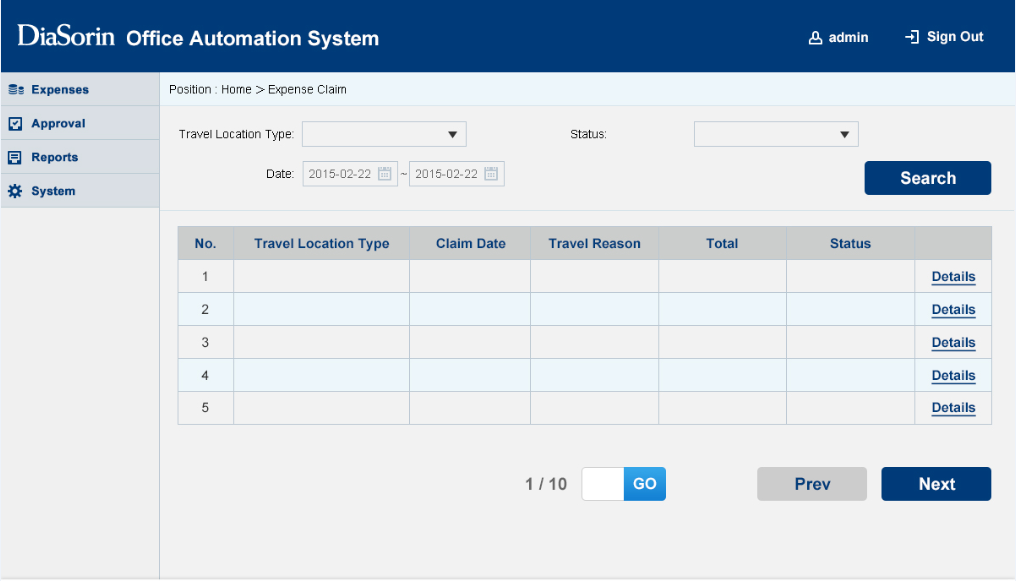 DiaSorin Office Automation System
admin
Sign Out
Expenses
Approval
Reports
System
Position : Home > Expense Claim
Travel Location Type:
Status:
Date: 2015-02-22 ~ 2015-02-22
Search
No. Travel Location Type Claim Date Travel Reason Total Status
1 Details
2 Details
3 Details
4 Details
5 Details
1 / 10 GO Prev Next